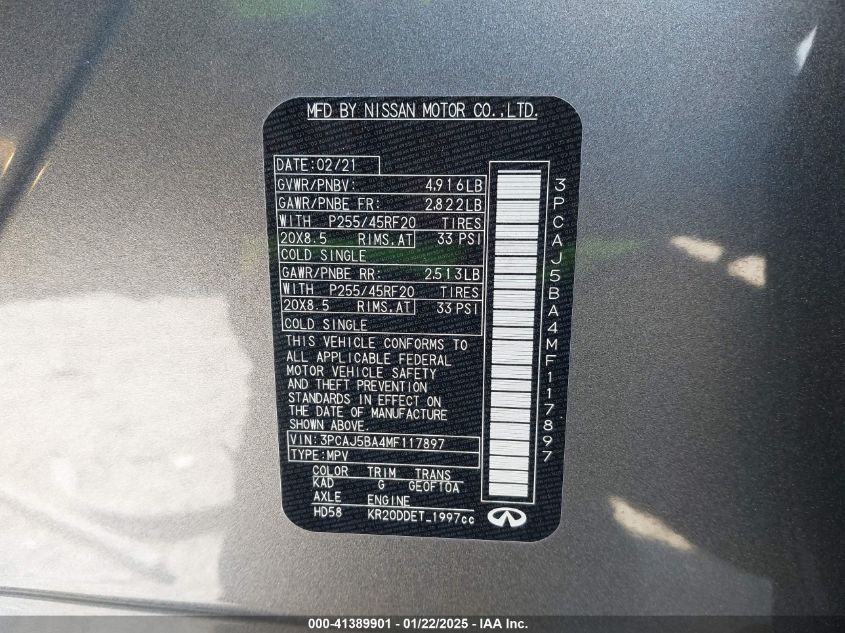 MFD BY NISSAN MOTOR CO.,LTD.
DATE:02/21
GVWR/PNBV: 4,916LB
GAWR/PNBE FR: 2,822LB
WITH P255/45RF20 TIRES
20X8.5 RIMS.AT 33 PSI
COLD SINGLE
GAWR/PNBE RR: 2,513LB
WITH P255/45RF20 TIRES
20X8.5 RIMS.AT 33 PSI
COLD SINGLE
THIS VEHICLE CONFORMS TO
ALL APPLICABLE FEDERAL
MOTOR VEHICLE SAFETY
AND THEFT PREVENTION
STANDARDS IN EFFECT ON
THE DATE OF MANUFACTURE
SHOWN ABOVE.
VIN:3PCAJ5BA4MF117897
TYPE:MPV
COLOR TRIM TRANS
KAD G GE0F10A
AXLE ENGINE
HD58 KR20DDET_1997cc
3PCAJ5BA4MF117897
000-41389901 - 01/22/2025 - IAA Inc.